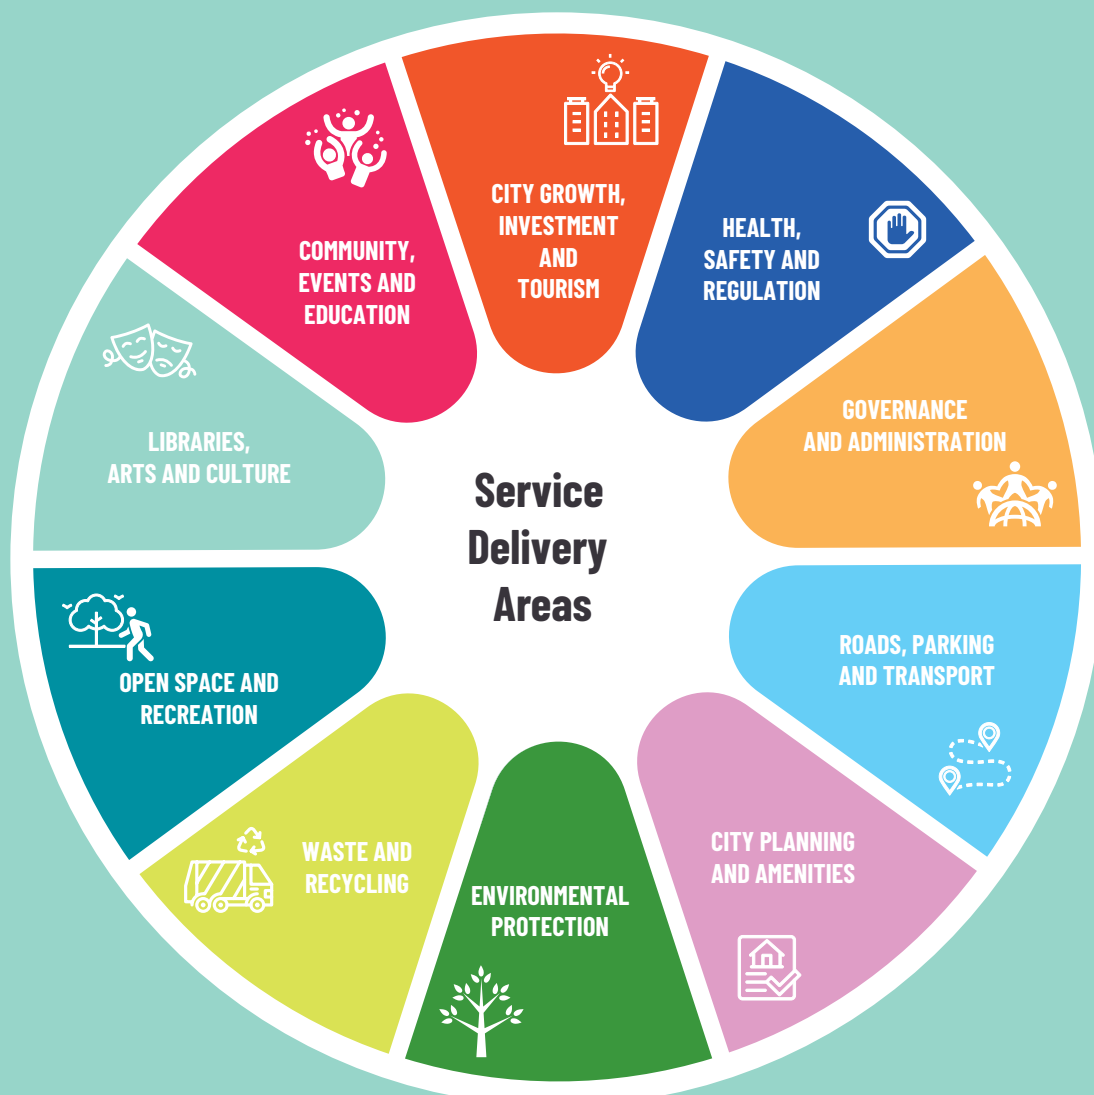 CITY GROWTH,
INVESTMENT
AND
TOURISM
HEALTH,
SAFETY AND
REGULATION
GOVERNANCE
AND ADMINISTRATION
ROADS, PARKING
AND TRANSPORT
CITY PLANNING
AND AMENITIES
ENVIRONMENTAL
PROTECTION
WASTE AND
RECYCLING
OPEN SPACE AND
RECREATION
LIBRARIES,
ARTS AND CULTURE
COMMUNITY,
EVENTS AND
EDUCATION
Service
Delivery
Areas